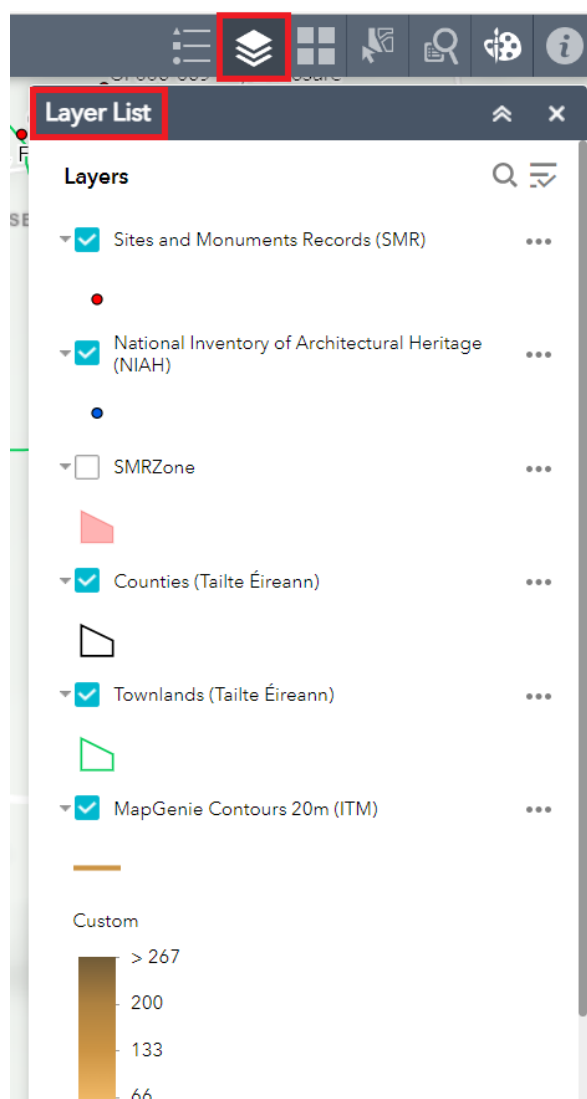 Layer List
F
SE
Layers
Sites and Monuments Records (SMR)
National Inventory of Architectural Heritage
(NIAH)
SMRZone
Counties (Tailte Éireann)
Townlands (Tailte Éireann)
MapGenie Contours 20m (ITM)
Custom
> 267
200
133
66